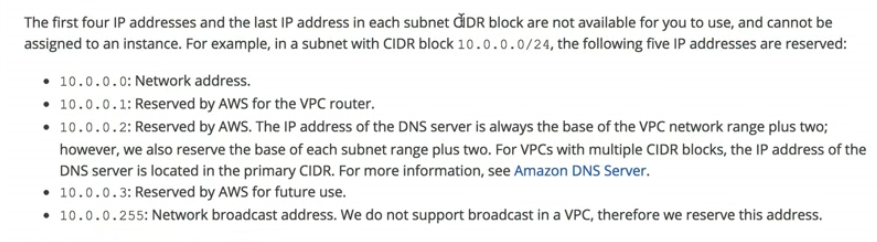 The first four IP addresses and the last IP address in each subnet CIDR block are not available for you to use, and cannot be
assigned to an instance. For example, in a subnet with CIDR block 10.0.0.0/24, the following five IP addresses are reserved:
• 10.0.0.0: Network address.
• 10.0.0.1: Reserved by AWS for the VPC router.
• 10.0.0.2: Reserved by AWS. The IP address of the DNS server is always the base of the VPC network range plus two;
however, we also reserve the base of each subnet range plus two. For VPCs with multiple CIDR blocks, the IP address of the
DNS server is located in the primary CIDR. For more information, see Amazon DNS Server.
• 10.0.0.3: Reserved by AWS for future use.
• 10.0.0.255: Network broadcast address. We do not support broadcast in a VPC, therefore we reserve this address.